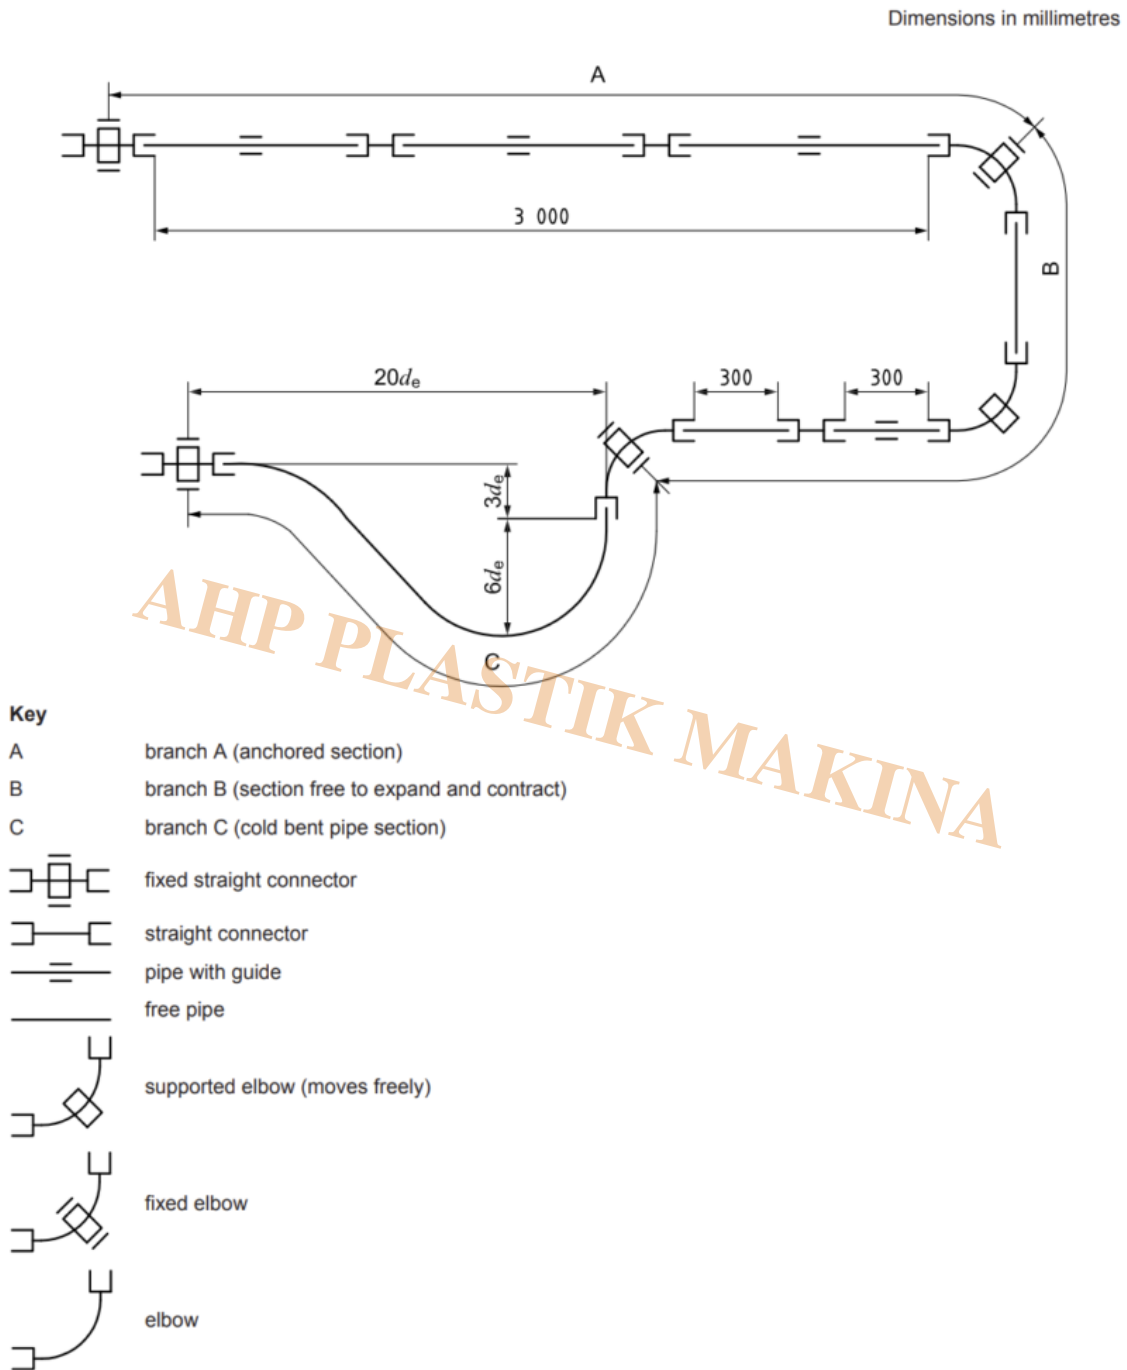 Dimensions in millimetres
A
3 000
B
20de
300
300
3de
6de
C
AHP PLASTIK MAKINA
Key
A branch A (anchored section)
B branch B (section free to expand and contract)
C branch C (cold bent pipe section)
fixed straight connector
straight connector
pipe with guide
free pipe
supported elbow (moves freely)
fixed elbow
elbow